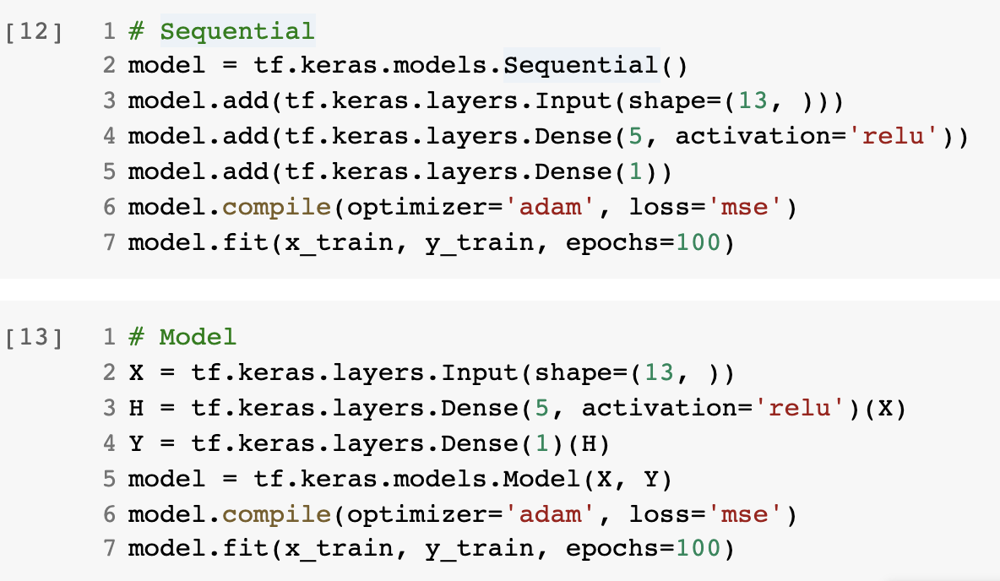 [12] 1 # Sequential
2 model = tf.keras.models.Sequential()
3 model.add(tf.keras.layers.Input(shape=(13, )))
4 model.add(tf.keras.layers.Dense(5, activation='relu'))
5 model.add(tf.keras.layers.Dense(1))
6 model.compile(optimizer='adam', loss='mse')
7 model.fit(x_train, y_train, epochs=100)
[13] 1 # Model
2 X = tf.keras.layers.Input(shape=(13, ))
3 H = tf.keras.layers.Dense(5, activation='relu')(X)
4 Y = tf.keras.layers.Dense(1)(H)
5 model = tf.keras.models.Model(X, Y)
6 model.compile(optimizer='adam', loss='mse')
7 model.fit(x_train, y_train, epochs=100)